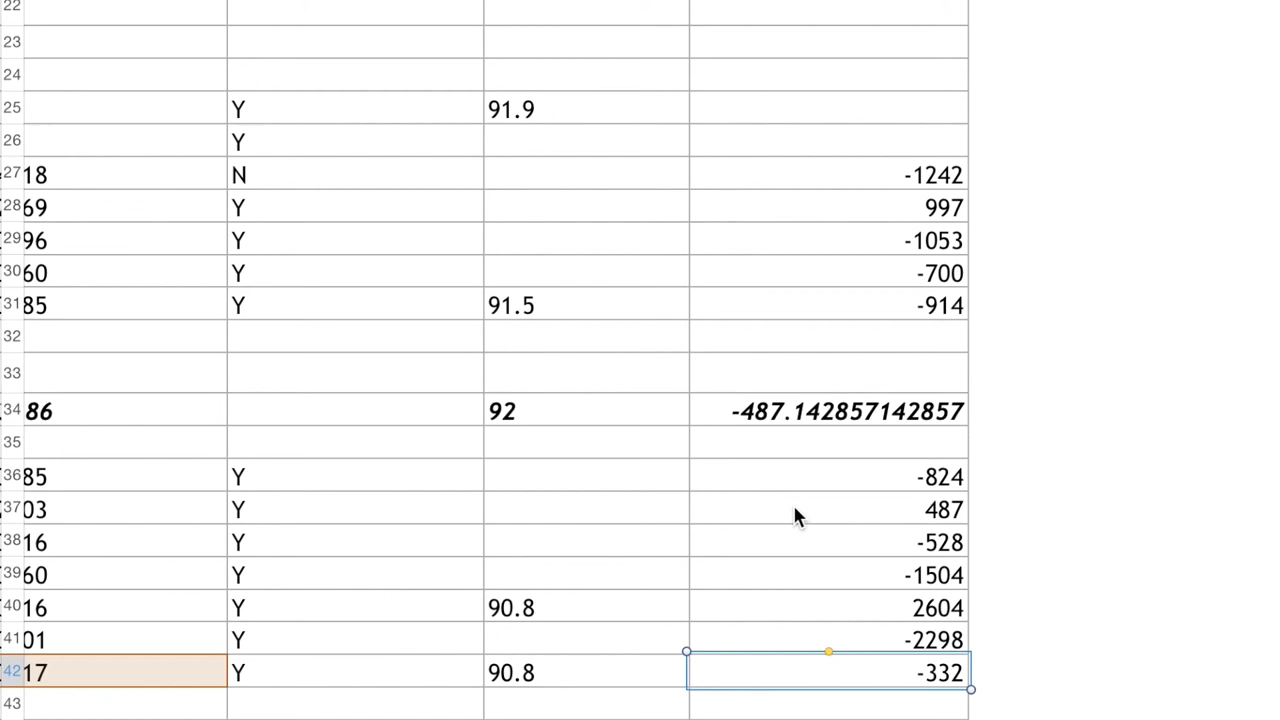 22
23
24
25 Y 91.9
26 Y
27 18 N -1242
28 69 Y 997
29 96 Y -1053
30 60 Y -700
31 85 Y 91.5 -914
32
33
34 86 92 -487.142857142857
35
36 85 Y -824
37 03 Y 487
38 16 Y -528
39 60 Y -1504
40 16 Y 90.8 2604
41 01 Y -2298
42 17 Y 90.8 -332
43